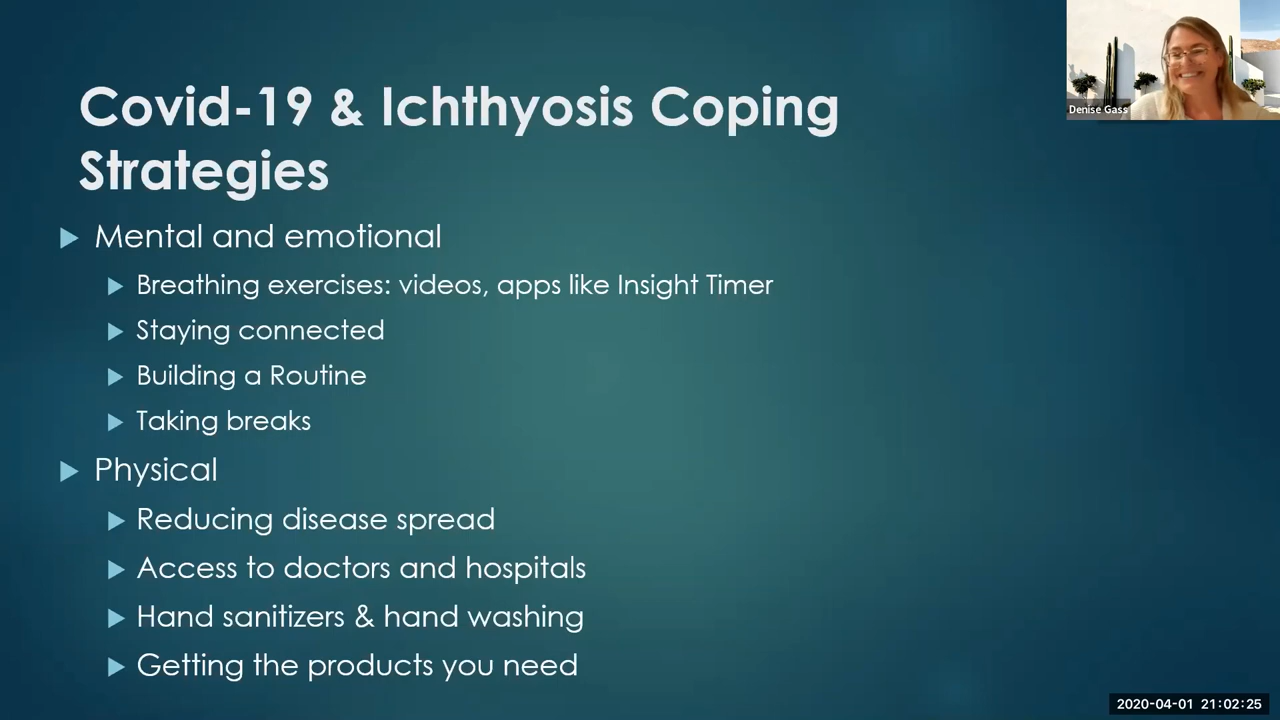 Covid-19 & Ichthyosis Coping
Strategies
Mental and emotional
Breathing exercises: videos, apps like Insight Timer
Staying connected
Building a Routine
Taking breaks
Physical
Reducing disease spread
Access to doctors and hospitals
Hand sanitizers & hand washing
Getting the products you need
Denise Gass
2020-04-01 21:02:25